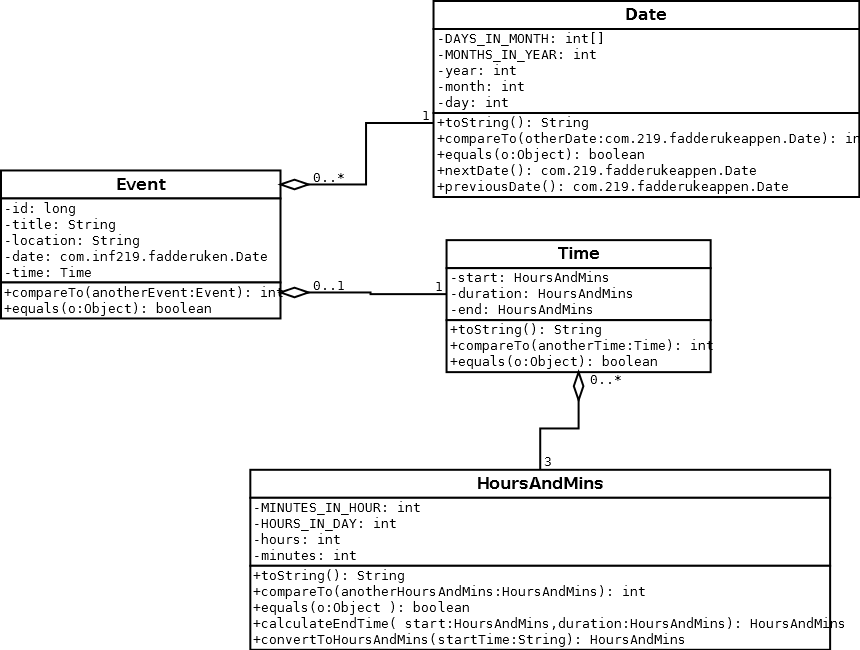 Date
-DAYS_IN_MONTH: int[]
-MONTHS_IN_YEAR: int
-year: int
-month: int
-day: int
+toString(): String
+compareTo(otherDate:com.219.fadderukeappen.Date): in
+equals(o:Object): boolean
+nextDate(): com.219.fadderukeappen.Date
+previousDate(): com.219.fadderukeappen.Date
1
0..*
Event
-id: long
-title: String
-location: String
-date: com.inf219.fadderuken.Date
-time: Time
+compareTo(anotherEvent:Event): int
+equals(o:Object): boolean
0..1
1
Time
-start: HoursAndMins
-duration: HoursAndMins
-end: HoursAndMins
+toString(): String
+compareTo(anotherTime:Time): int
+equals(o:Object): boolean
0..*
3
HoursAndMins
-MINUTES_IN_HOUR: int
-HOURS_IN_DAY: int
-hours: int
-minutes: int
+toString(): String
+compareTo(anotherHoursAndMins:HoursAndMins): int
+equals(o:Object ): boolean
+calculateEndTime( start:HoursAndMins,duration:HoursAndMins): HoursAndMins
+convertToHoursAndMins(startTime:String): HoursAndMins